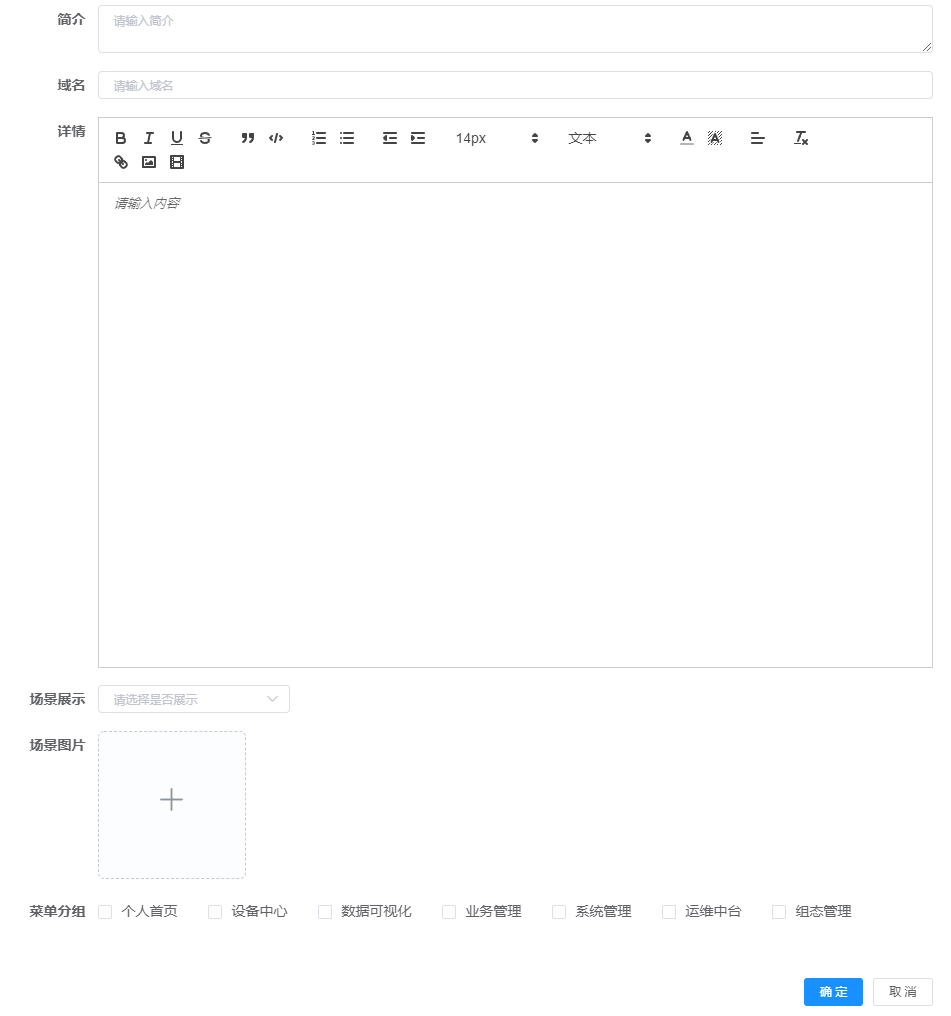 简介 请输入简介
域名 请输入域名
详情 14px 文本
请输入内容
场景展示 请选择是否展示
场景图片
菜单分组 个人首页 设备中心 数据可视化 业务管理 系统管理 运维中台 组态管理
确定 取消